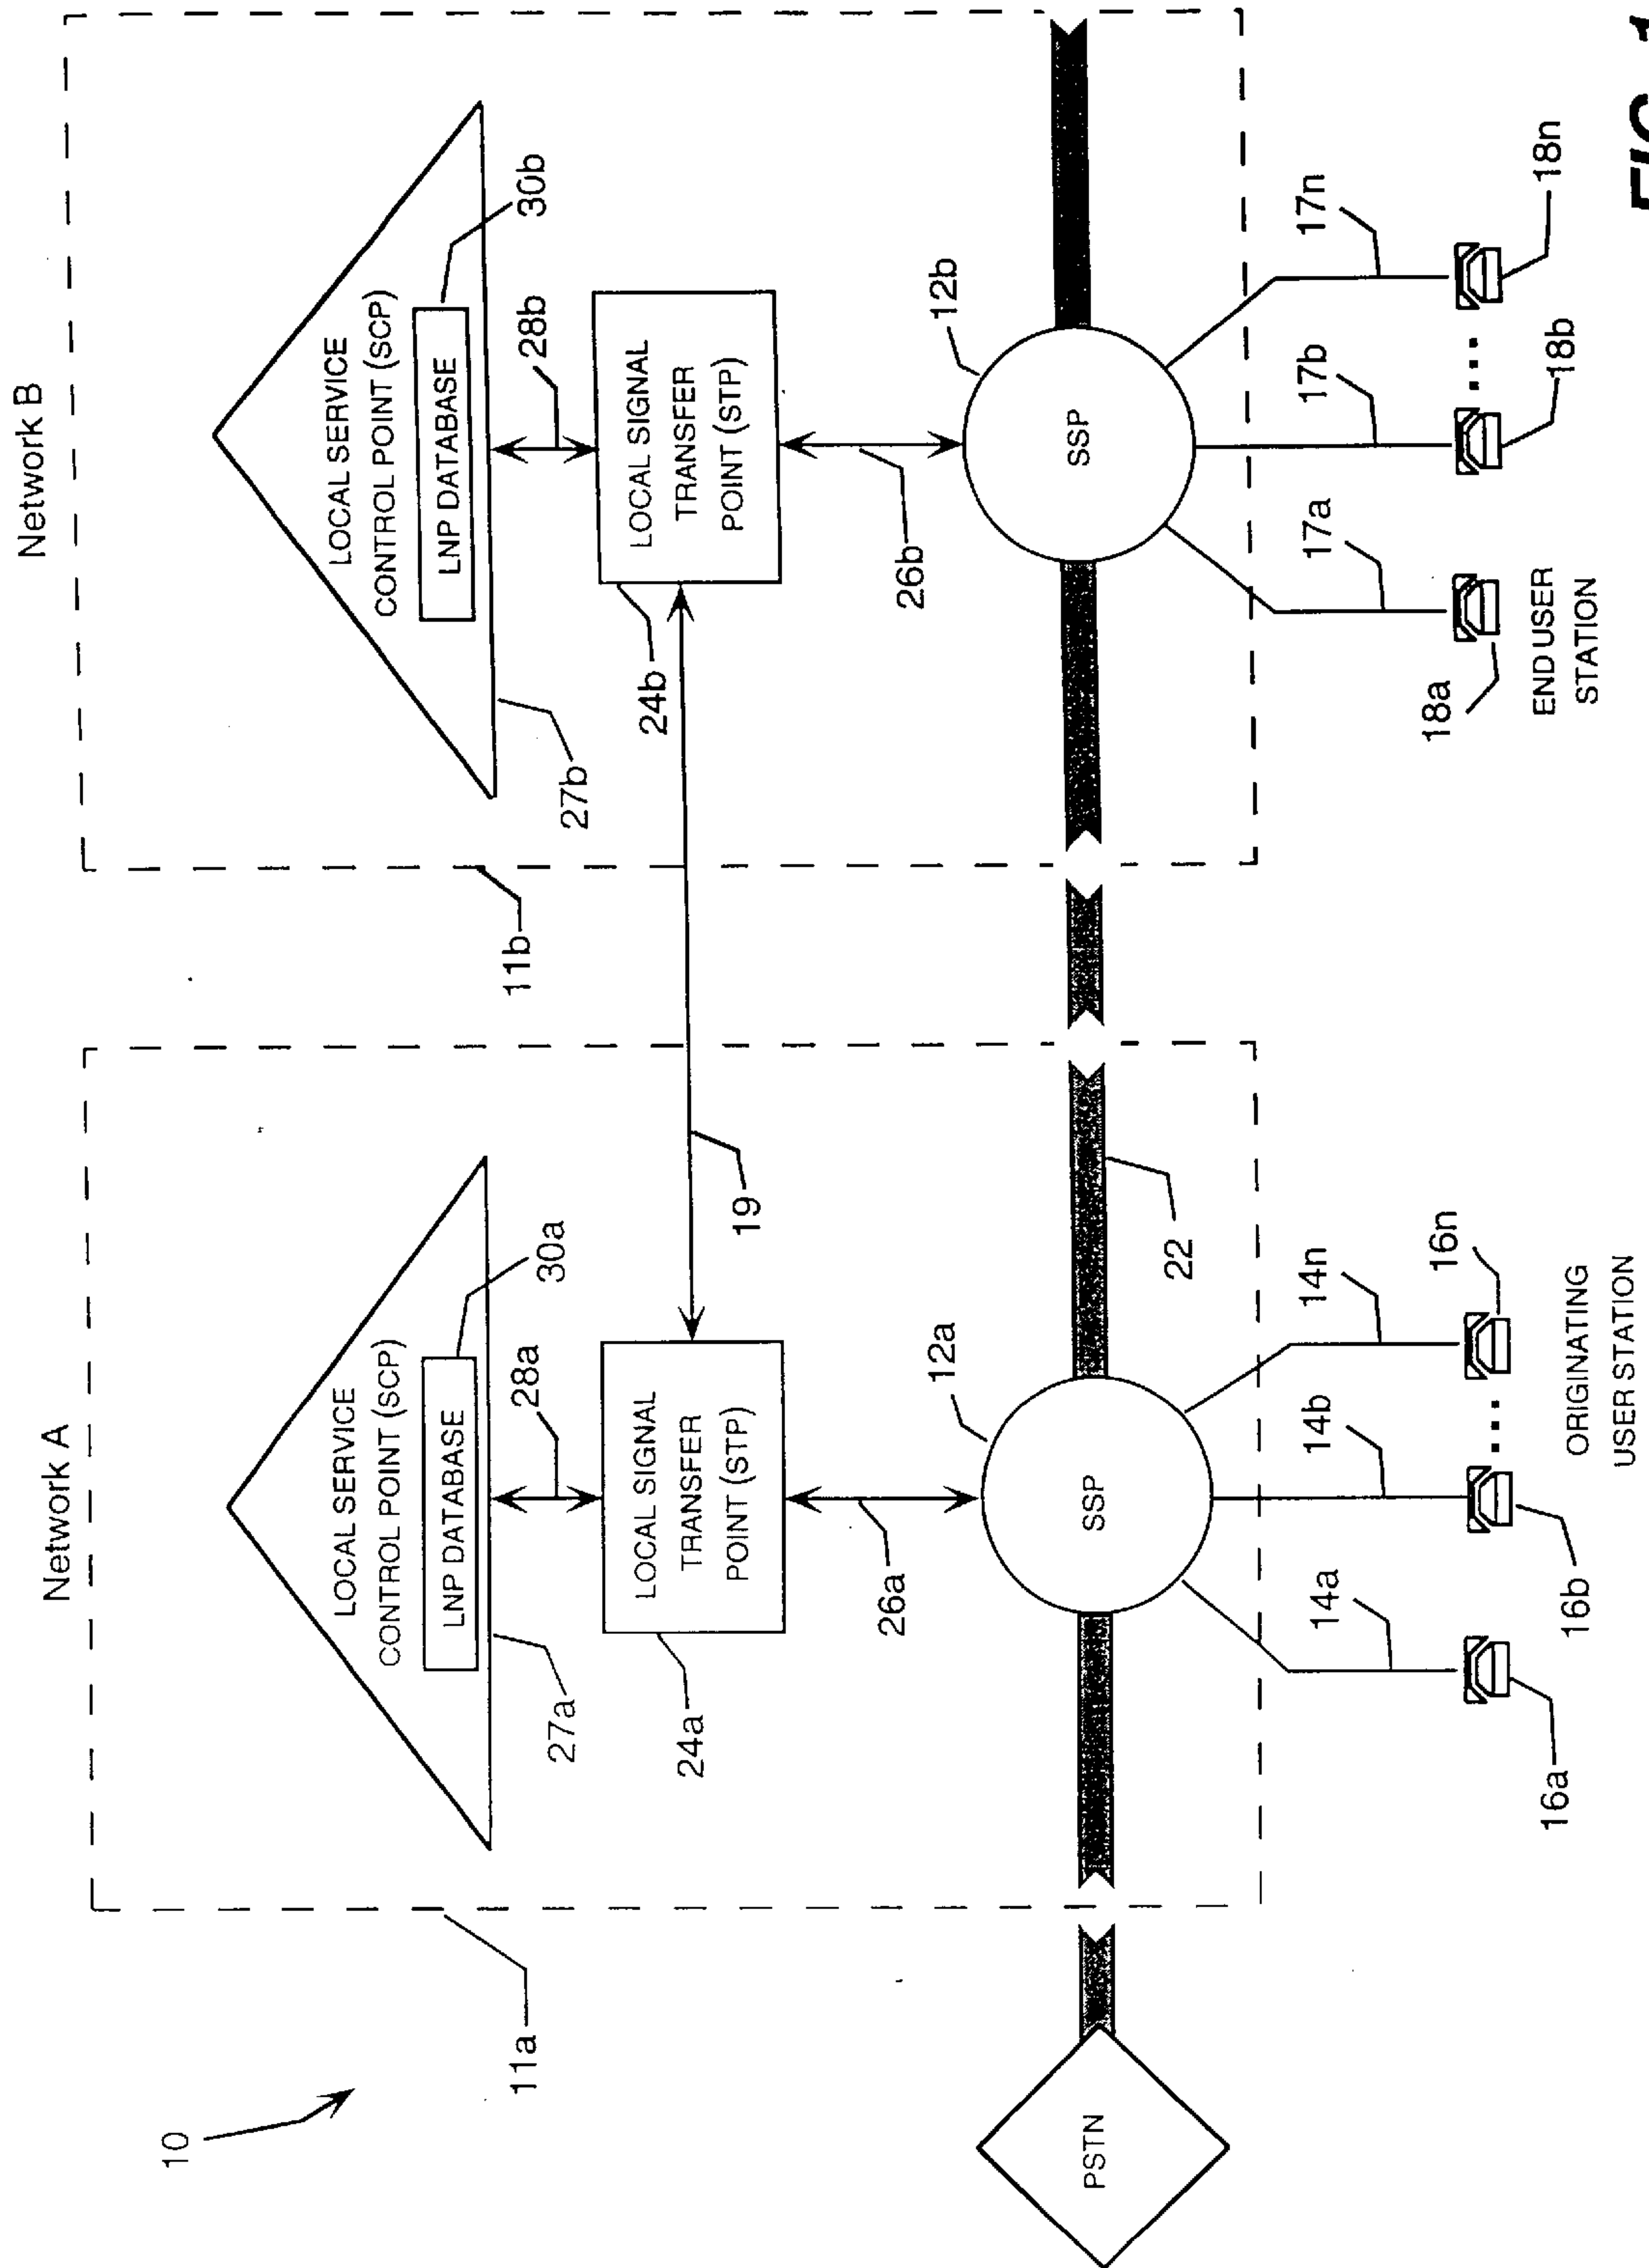 Network A
Network B
10
11a
11b
LOCAL SERVICE
CONTROL POINT (SCP)
LNP DATABASE
30a
27a
28a
LOCAL SERVICE
CONTROL POINT (SCP)
LNP DATABASE
30b
27b
28b
LOCAL SIGNAL
TRANSFER
POINT (STP)
24a
19
LOCAL SIGNAL
TRANSFER
POINT (STP)
24b
26a
26b
PSTN
SSP
12a
22
SSP
12b
14a
14b
14n
17a
17b
17n
16a
16b
...
16n
18a
18b
...
18n
ORIGINATING
USER STATION
END USER
STATION
FIG. 1